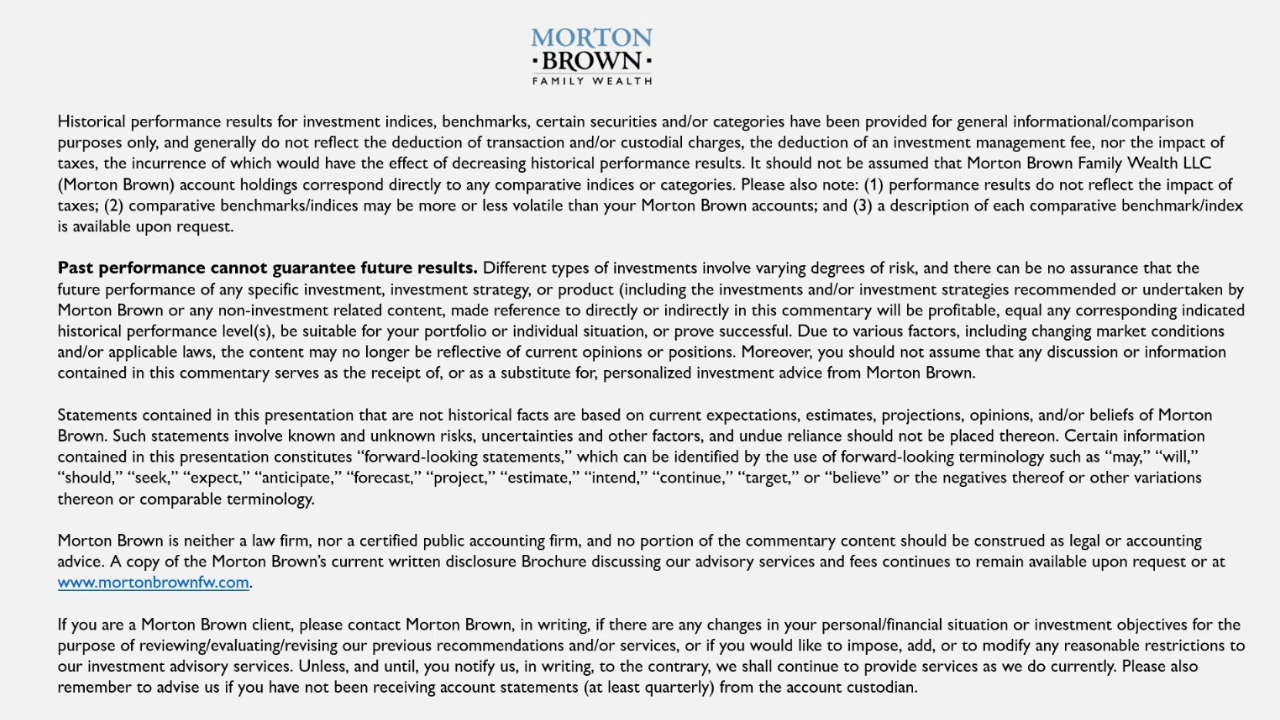 MORTON
·BROWN·
FAMILY WEALTH
Historical performance results for investment indices, benchmarks, certain securities and/or categories have been provided for general informational/comparison
purposes only, and generally do not reflect the deduction of transaction and/or custodial charges, the deduction of an investment management fee, nor the impact of
taxes, the incurrence of which would have the effect of decreasing historical performance results. It should not be assumed that Morton Brown Family Wealth LLC
(Morton Brown) account holdings correspond directly to any comparative indices or categories. Please also note: (1) performance results do not reflect the impact of
taxes; (2) comparative benchmarks/indices may be more or less volatile than your Morton Brown accounts; and (3) a description of each comparative benchmark/index
is available upon request.
Past performance cannot guarantee future results. Different types of investments involve varying degrees of risk, and there can be no assurance that the
future performance of any specific investment, investment strategy, or product (including the investments and/or investment strategies recommended or undertaken by
Morton Brown or any non-investment related content, made reference to directly or indirectly in this commentary will be profitable, equal any corresponding indicated
historical performance level(s), be suitable for your portfolio or individual situation, or prove successful. Due to various factors, including changing market conditions
and/or applicable laws, the content may no longer be reflective of current opinions or positions. Moreover, you should not assume that any discussion or information
contained in this commentary serves as the receipt of, or as a substitute for, personalized investment advice from Morton Brown.
Statements contained in this presentation that are not historical facts are based on current expectations, estimates, projections, opinions, and/or beliefs of Morton
Brown. Such statements involve known and unknown risks, uncertainties and other factors, and undue reliance should not be placed thereon. Certain information
contained in this presentation constitutes “forward-looking statements,” which can be identified by the use of forward-looking terminology such as “may,” “will,”
“should,” “seek,” “expect,” “anticipate,” “forecast,” “project,” “estimate,” “intend,” “continue,” “target,” or “believe” or the negatives thereof or other variations
thereon or comparable terminology.
Morton Brown is neither a law firm, nor a certified public accounting firm, and no portion of the commentary content should be construed as legal or accounting
advice. A copy of the Morton Brown’s current written disclosure Brochure discussing our advisory services and fees continues to remain available upon request or at
www.mortonbrownfw.com.
If you are a Morton Brown client, please contact Morton Brown, in writing, if there are any changes in your personal/financial situation or investment objectives for the
purpose of reviewing/evaluating/revising our previous recommendations and/or services, or if you would like to impose, add, or to modify any reasonable restrictions to
our investment advisory services. Unless, and until, you notify us, in writing, to the contrary, we shall continue to provide services as we do currently. Please also
remember to advise us if you have not been receiving account statements (at least quarterly) from the account custodian.